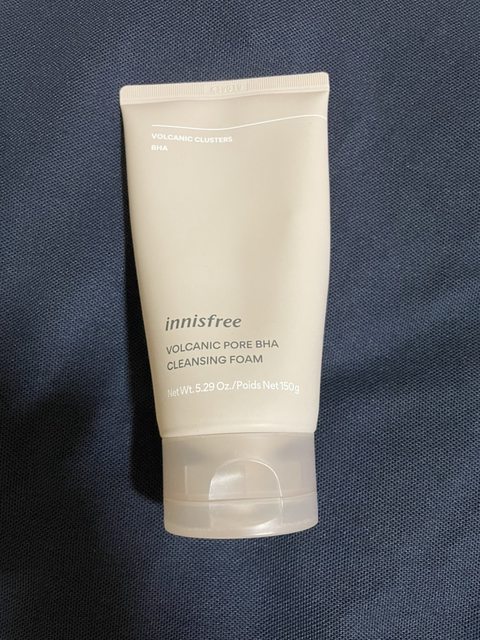 VOLCANIC CLUSTERS
BHA
innisfree
VOLCANIC PORE BHA
CLEANSING FOAM
Net Wt. 5.29 Oz./Poids Net 150g